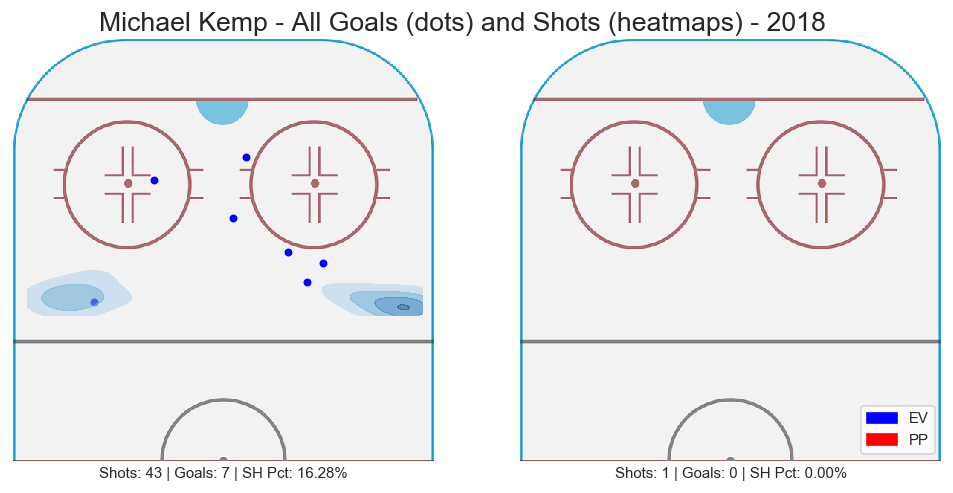 Michael Kemp - All Goals (dots) and Shots (heatmaps) - 2018
EV
PP
Shots: 43 | Goals: 7 | SH Pct: 16.28%
Shots: 1 | Goals: 0 | SH Pct: 0.00%